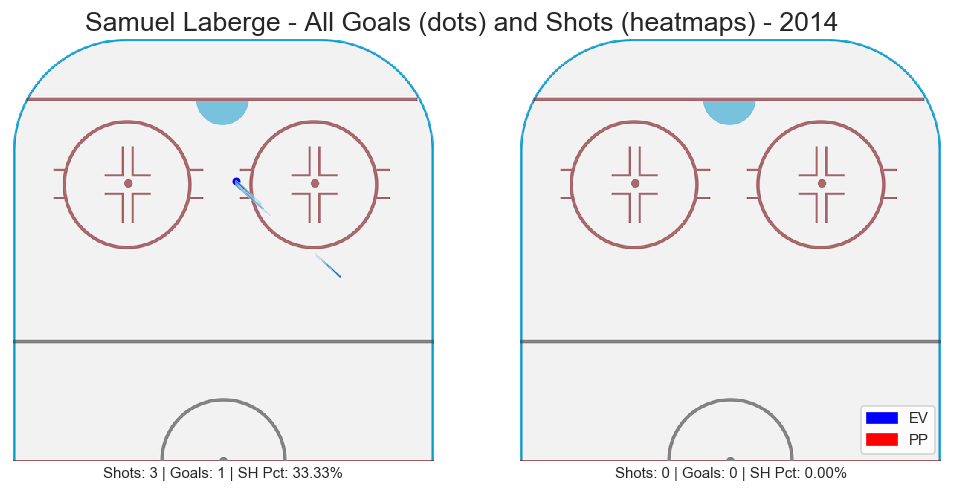 Samuel Laberge - All Goals (dots) and Shots (heatmaps) - 2014
EV
PP
Shots: 3 | Goals: 1 | SH Pct: 33.33%
Shots: 0 | Goals: 0 | SH Pct: 0.00%